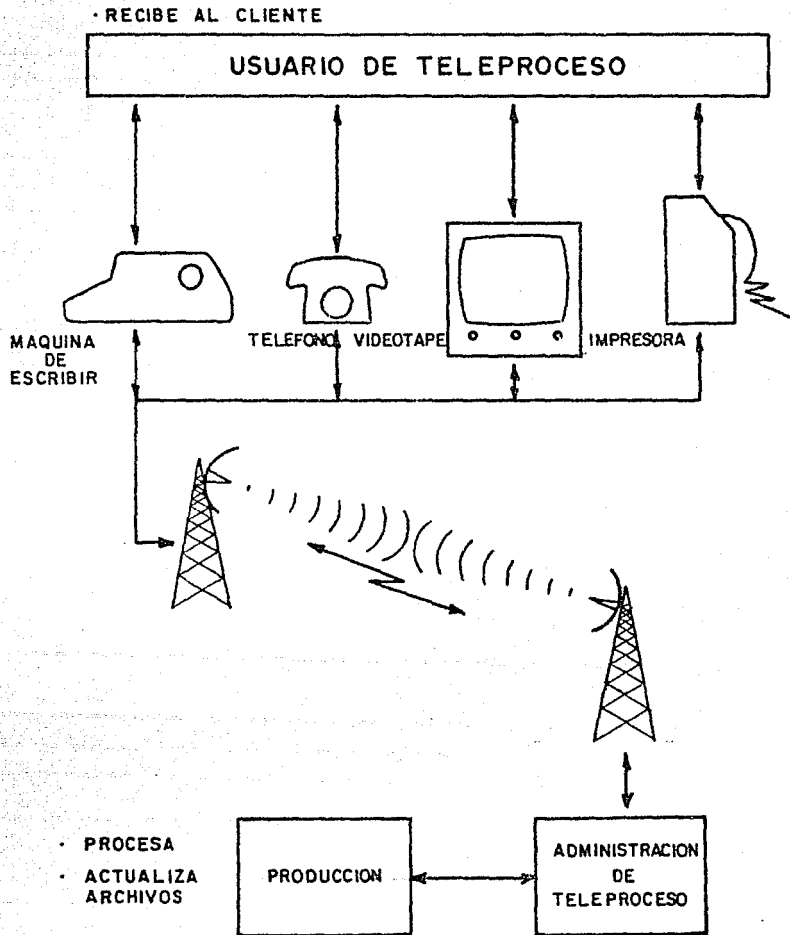 · RECIBE AL CLIENTE
USUARIO DE TELEPROCESO
MAQUINA
DE
ESCRIBIR
TELEFONO
VIDEOTAPE
IMPRESORA
· PROCESA
· ACTUALIZA
ARCHIVOS
PRODUCCION
ADMINISTRACION
DE
TELEPROCESO